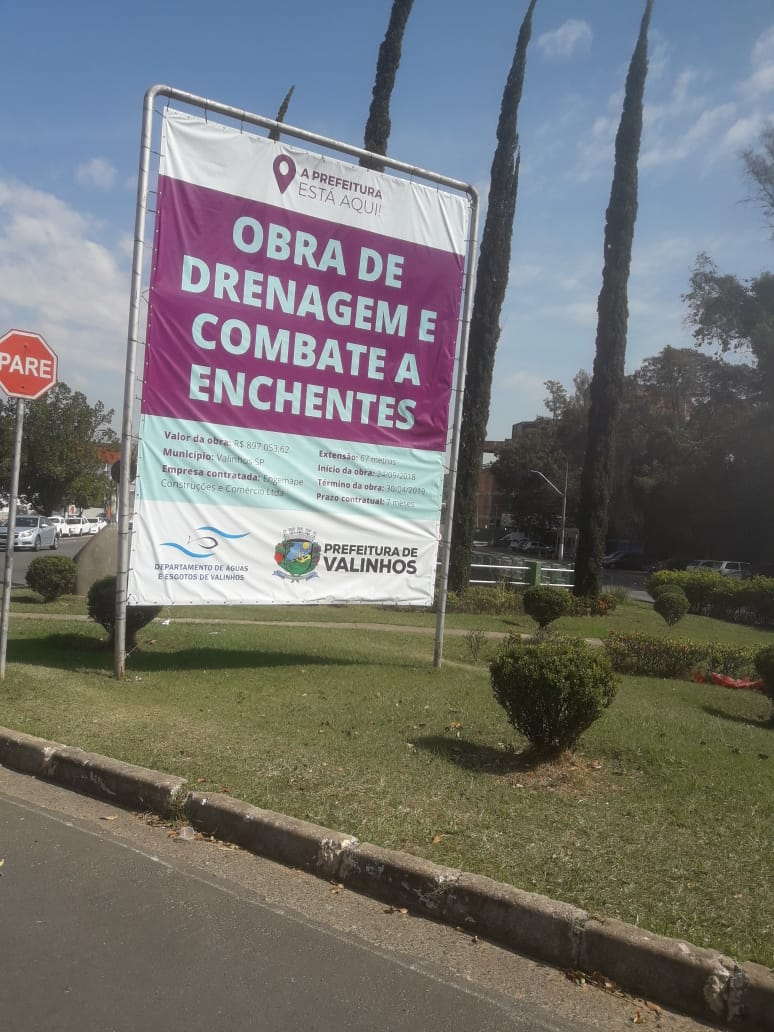 A PREFEITURA
ESTÁ AQUI!
OBRA DE
DRENAGEM E
COMBATE A
ENCHENTES
Valor da obra: R$ 897.053,62
Município: Valinhos-SP
Empresa contratada: Engemape
Construções e Comércio Ltda
Extensão: 67 metros
Início da obra: 24/09/2018
Término da obra: 30/04/2019
Prazo contratual: 7 meses
DEPARTAMENTO DE ÁGUAS
E ESGOTOS DE VALINHOS
PREFEITURA DE
VALINHOS
PARE